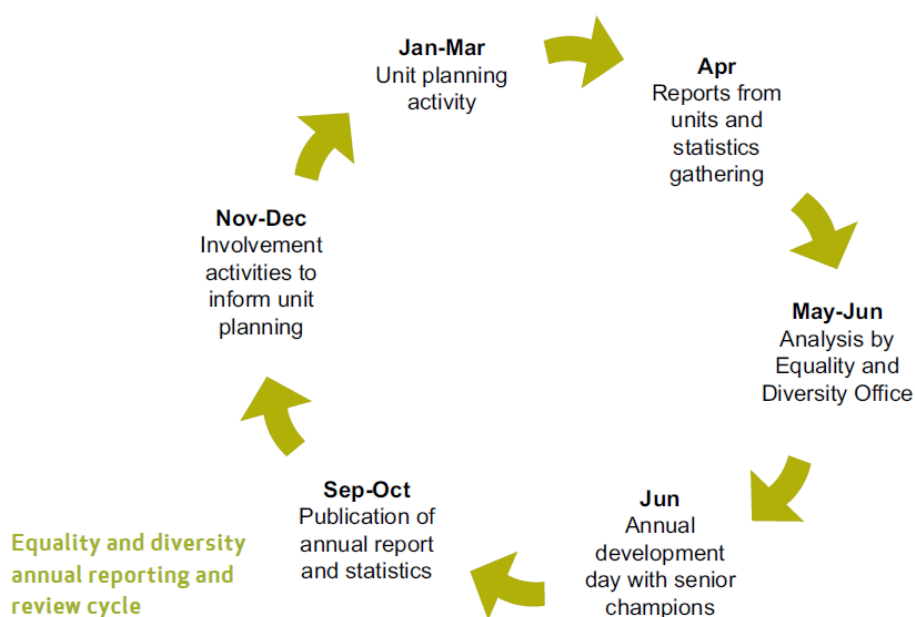 Jan-Mar
Unit planning
activity
Apr
Reports from
units and
statistics
gathering
May-Jun
Analysis by
Equality and
Diversity Office
Jun
Annual
development
day with senior
champions
Sep-Oct
Publication of
annual report
and statistics
Nov-Dec
Involvement
activities to
inform unit
planning
Equality and diversity
annual reporting and
review cycle